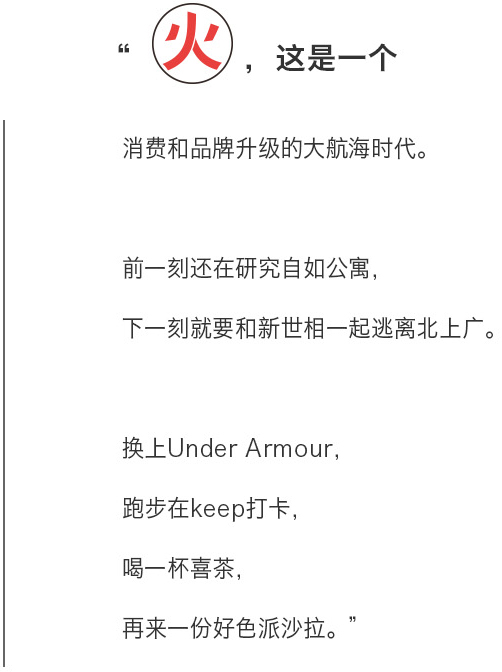 “火，这是一个
消费和品牌升级的大航海时代。
前一刻还在研究自如公寓，
下一刻就要和新世相一起逃离北上广。
换上Under Armour，
跑步在keep打卡，
喝一杯喜茶，
再来一份好色派沙拉。”